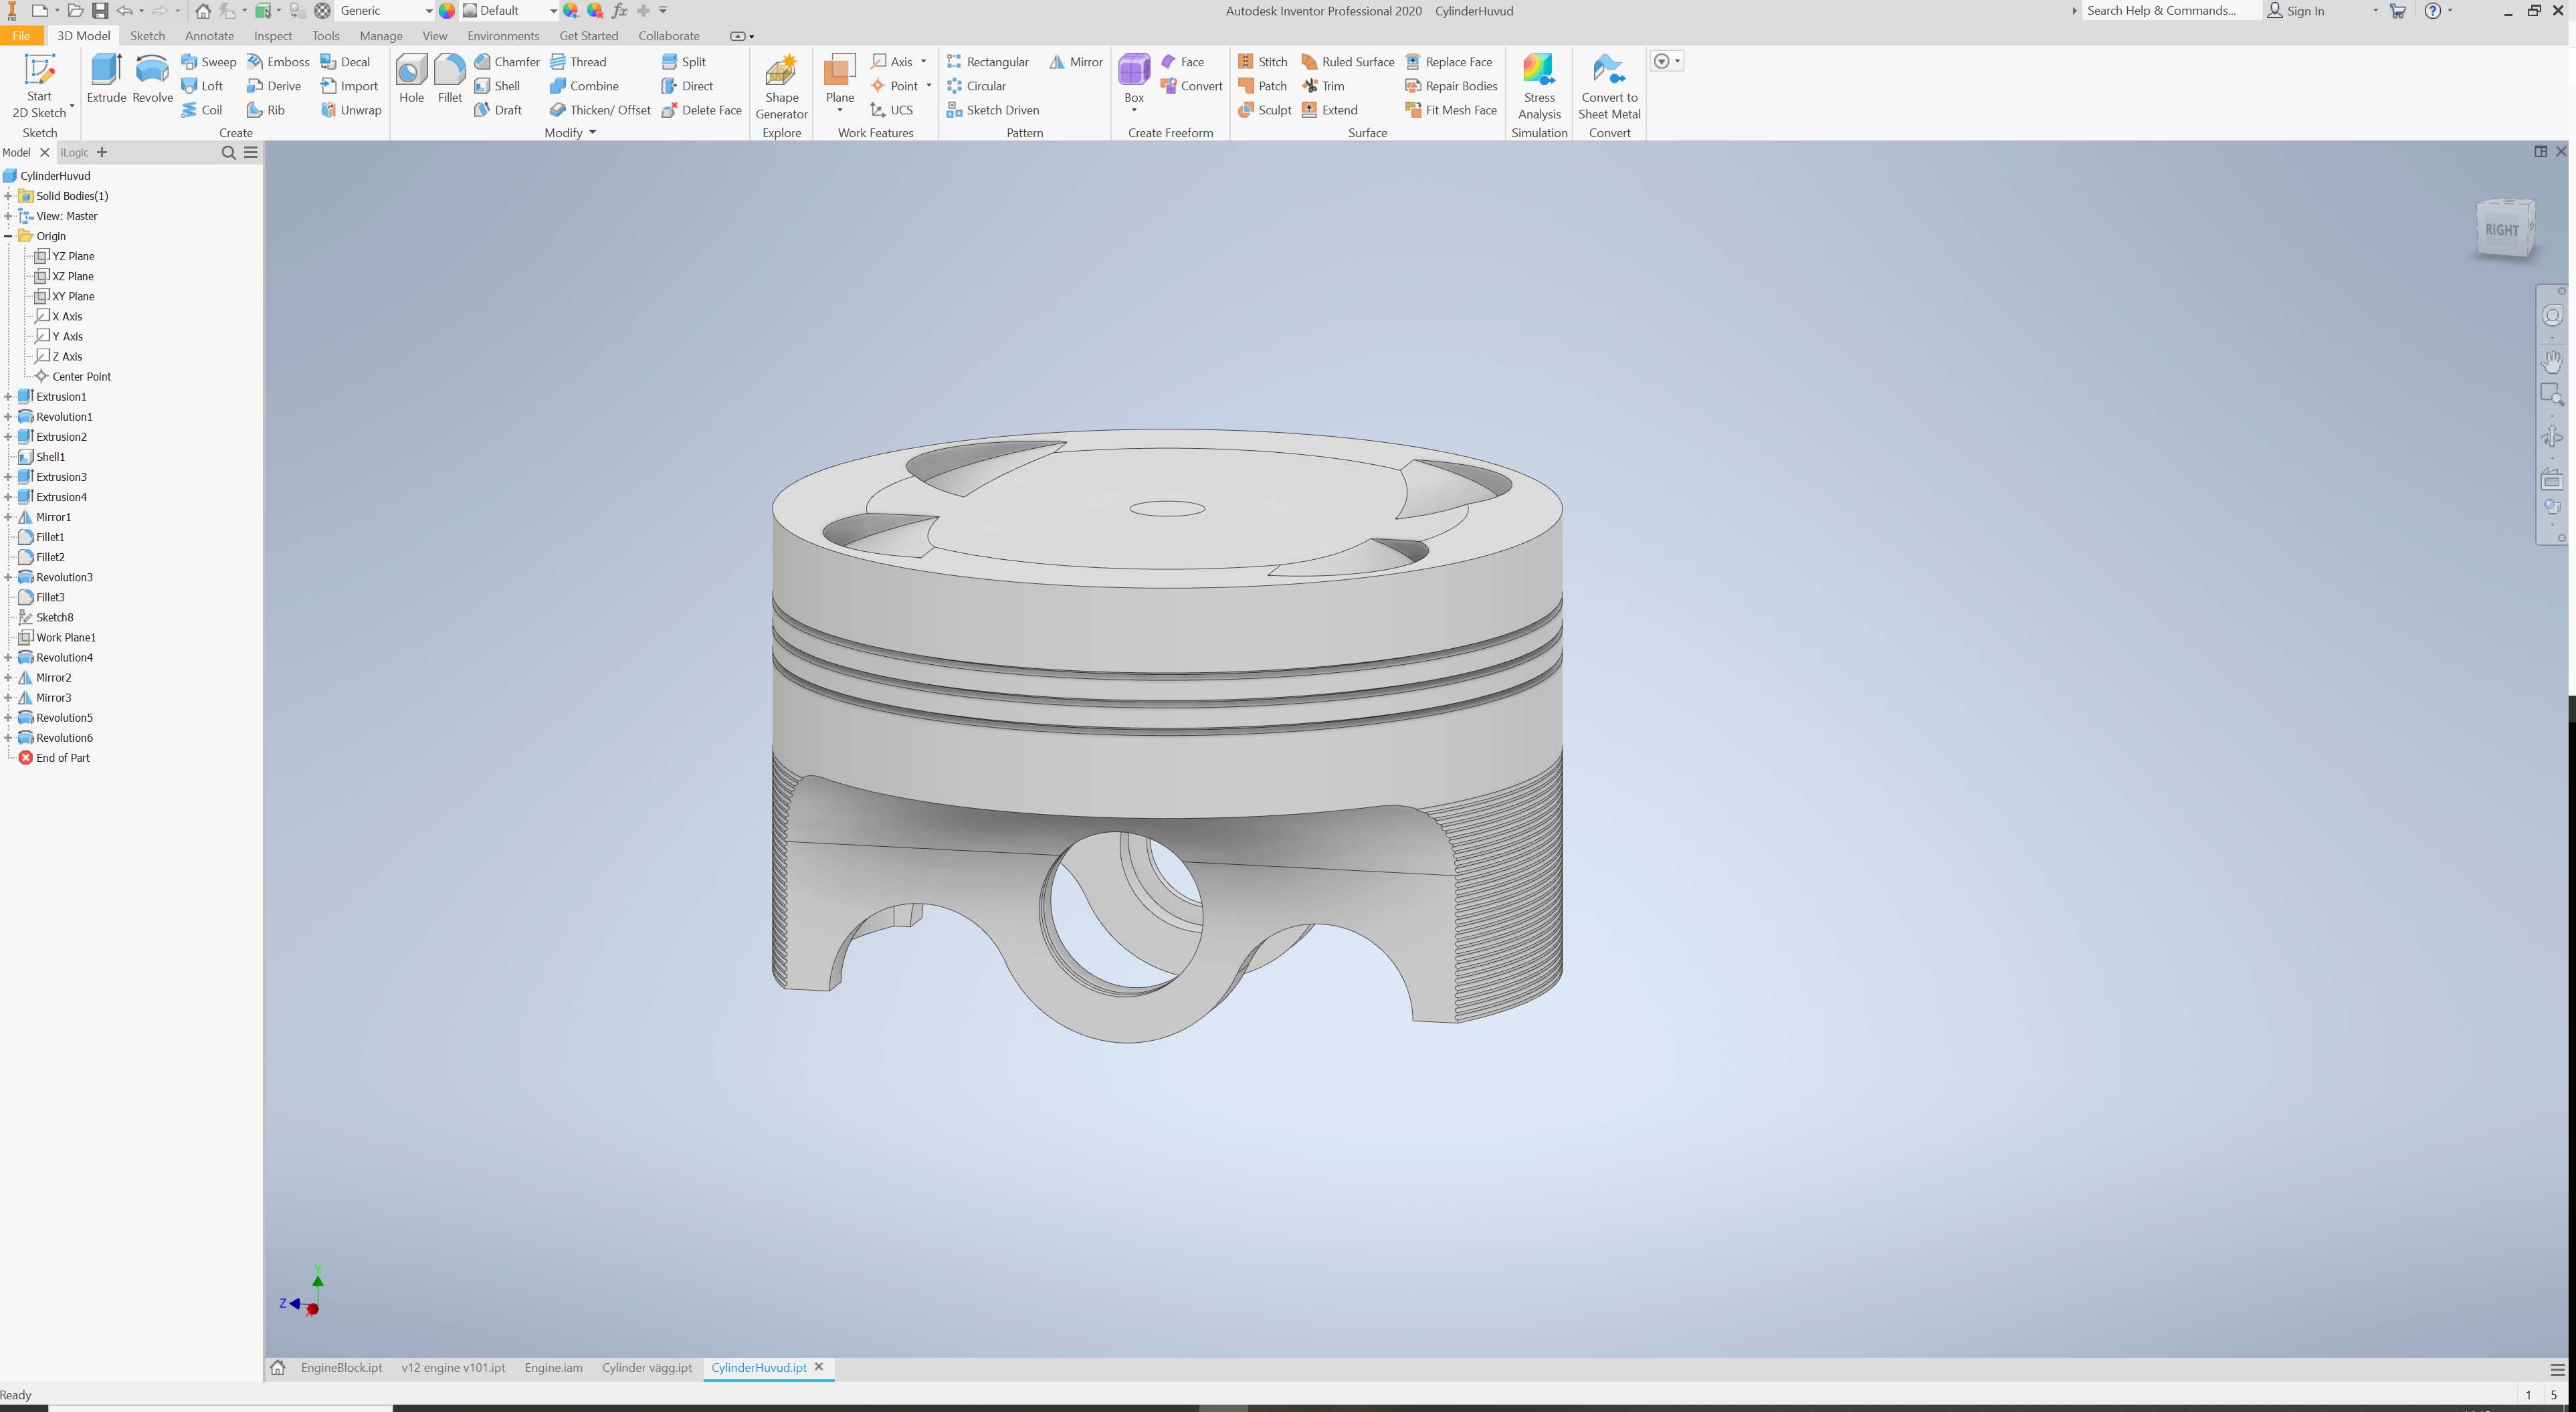 PRO Generic Default fx Autodesk Inventor Professional 2020 CylinderHuvud Search Help & Commands... Sign In
File 3D Model Sketch Annotate Inspect Tools Manage View Environments Get Started Collaborate
Start 2D Sketch
Sketch
Extrude Revolve Sweep Loft Coil Emboss Derive Rib Decal Import Unwrap
Create
Hole Fillet Chamfer Shell Draft Thread Combine Thicken/ Offset Split Direct Delete Face
Modify
Shape Generator
Explore
Plane Axis Point UCS
Work Features
Rectangular Circular Sketch Driven Mirror
Pattern
Box Face Convert
Create Freeform
Stitch Patch Sculpt Ruled Surface Trim Extend Replace Face Repair Bodies Fit Mesh Face
Surface
Stress Analysis
Simulation
Convert to Sheet Metal
Convert
Model iLogic
CylinderHuvud
Solid Bodies(1)
View: Master
Origin
YZ Plane
XZ Plane
XY Plane
X Axis
Y Axis
Z Axis
Center Point
Extrusion1
Revolution1
Extrusion2
Shell1
Extrusion3
Extrusion4
Mirror1
Fillet1
Fillet2
Revolution3
Fillet3
Sketch8
Work Plane1
Revolution4
Mirror2
Mirror3
Revolution5
Revolution6
End of Part
RIGHT
Y
Z
EngineBlock.ipt v12 engine v101.ipt Engine.iam Cylinder vägg.ipt CylinderHuvud.ipt
Ready 1 5